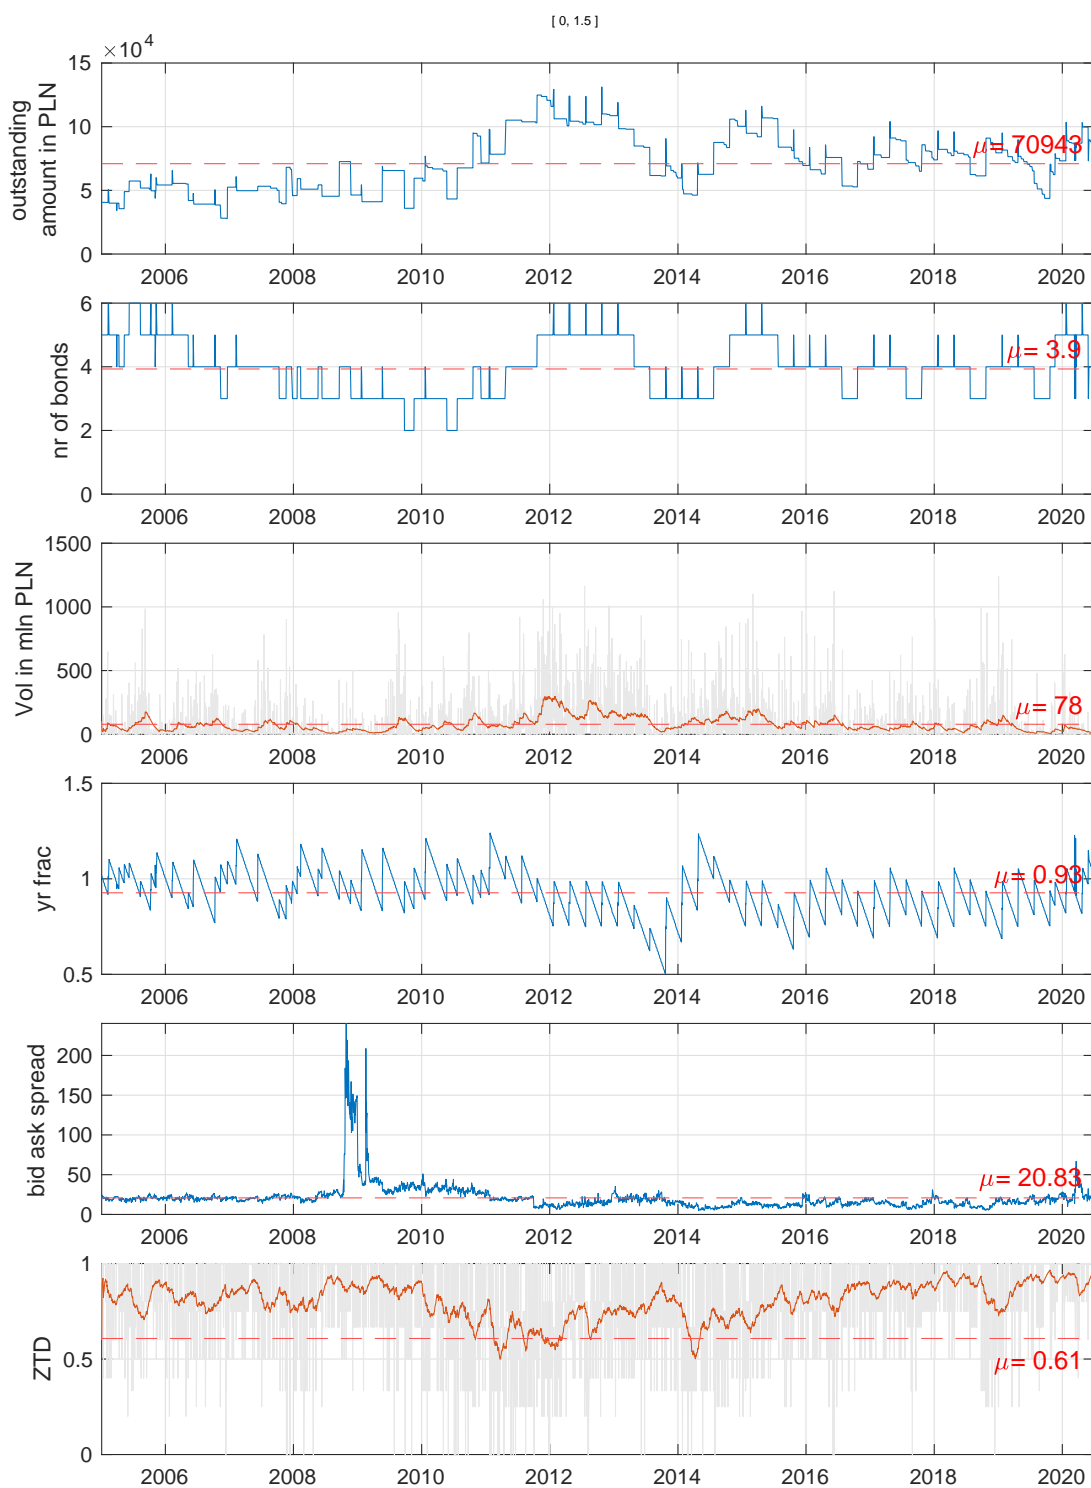 [ 0, 1.5 ]
×10^4
outstanding
amount in PLN
15
10
5
0
μ= 70943
2006 2008 2010 2012 2014 2016 2018 2020
nr of bonds
6
4
2
0
μ= 3.9
2006 2008 2010 2012 2014 2016 2018 2020
Vol in mln PLN
1500
1000
500
0
μ= 78
2006 2008 2010 2012 2014 2016 2018 2020
yr frac
1.5
1
0.5
μ= 0.93
2006 2008 2010 2012 2014 2016 2018 2020
bid ask spread
200
150
100
50
0
μ= 20.83
2006 2008 2010 2012 2014 2016 2018 2020
ZTD
1
0.5
0
μ= 0.61
2006 2008 2010 2012 2014 2016 2018 2020